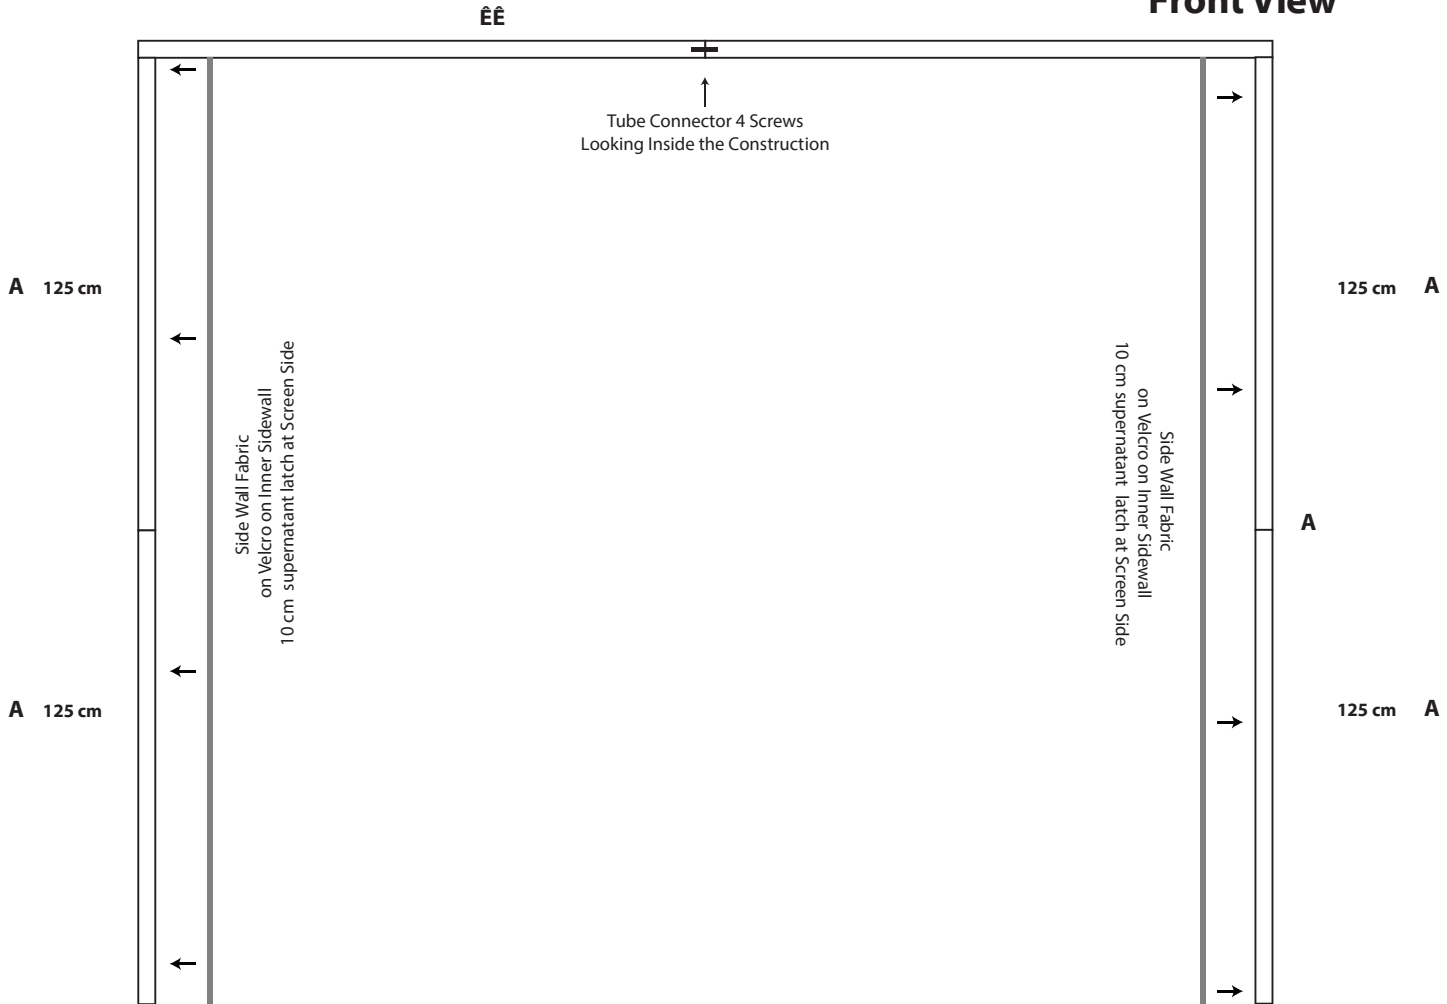 Front View
ÊÊ
Tube Connector 4 Screws
Looking Inside the Construction
A 125 cm
125 cm A
Side Wall Fabric
on Velcro on Inner Sidewall
10 cm supernatant latch at Screen Side
Side Wall Fabric
on Velcro on Inner Sidewall
10 cm supernatant latch at Screen Side
A
A 125 cm
125 cm A